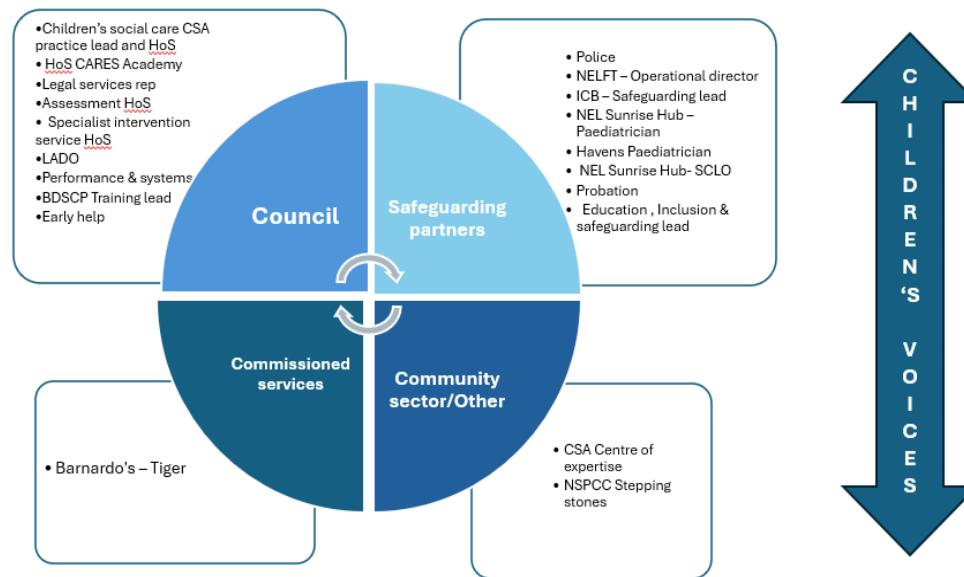 •Children's social care CSA
practice lead and HoS
• HoS CARES Academy
•Legal services rep
•Assessment HoS
• Specialist intervention
service HoS
•LADO
•Performance & systems
•BDSCP Training lead
•Early help
Council
• Police
• NELFT – Operational director
• ICB – Safeguarding lead
• NEL Sunrise Hub –
Paediatrician
• Havens Paediatrician
• NEL Sunrise Hub- SCLO
• Probation
• Education , Inclusion &
safeguarding lead
Safeguarding
partners
Commissioned
services
• Barnardo's – Tiger
Community
sector/Other
• CSA Centre of
expertise
• NSPCC Stepping
stones
CHILDREN'S VOICES